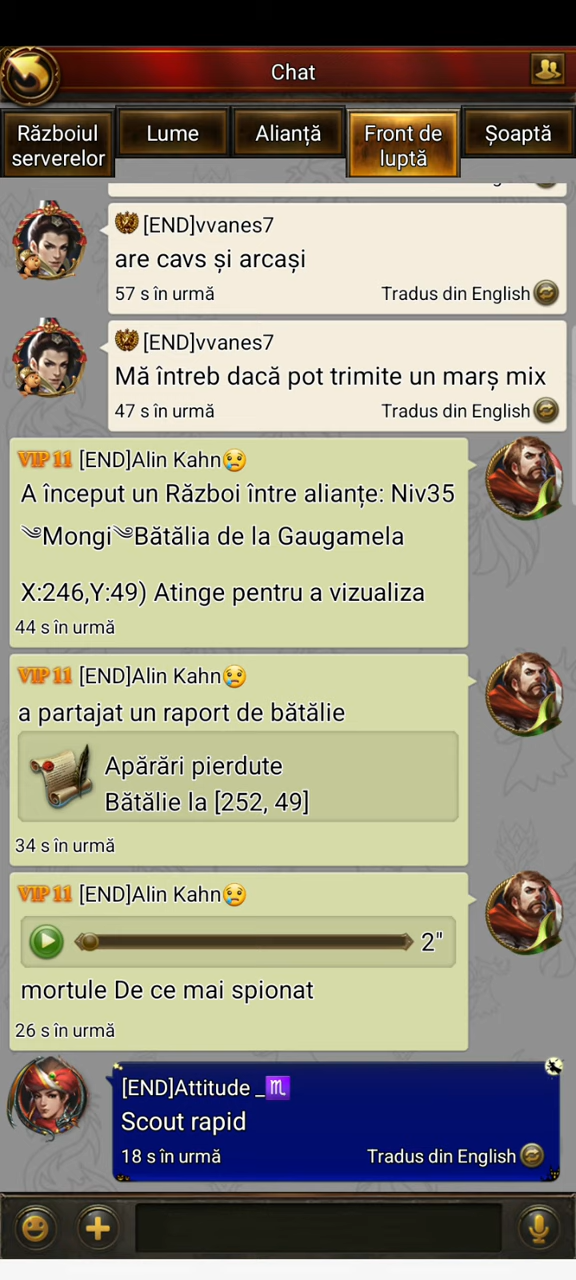 Chat
Războiul serverelor
Lume
Alianță
Front de luptă
Șoaptă
[END]vvanes7
are cavs și arcași
57 s în urmă
Tradus din English
[END]vvanes7
Mă întreb dacă pot trimite un marș mix
47 s în urmă
Tradus din English
VIP 11 [END]Alin Kahn😢
A început un Război între alianțe: Niv35
༄Mongi༄Bătălia de la Gaugamela
X:246,Y:49) Atinge pentru a vizualiza
44 s în urmă
VIP 11 [END]Alin Kahn😢
a partajat un raport de bătălie
Apărări pierdute
Bătălie la [252, 49]
34 s în urmă
VIP 11 [END]Alin Kahn😢
2"
mortule De ce mai spionat
26 s în urmă
[END]Attitude _♏
Scout rapid
18 s în urmă
Tradus din English